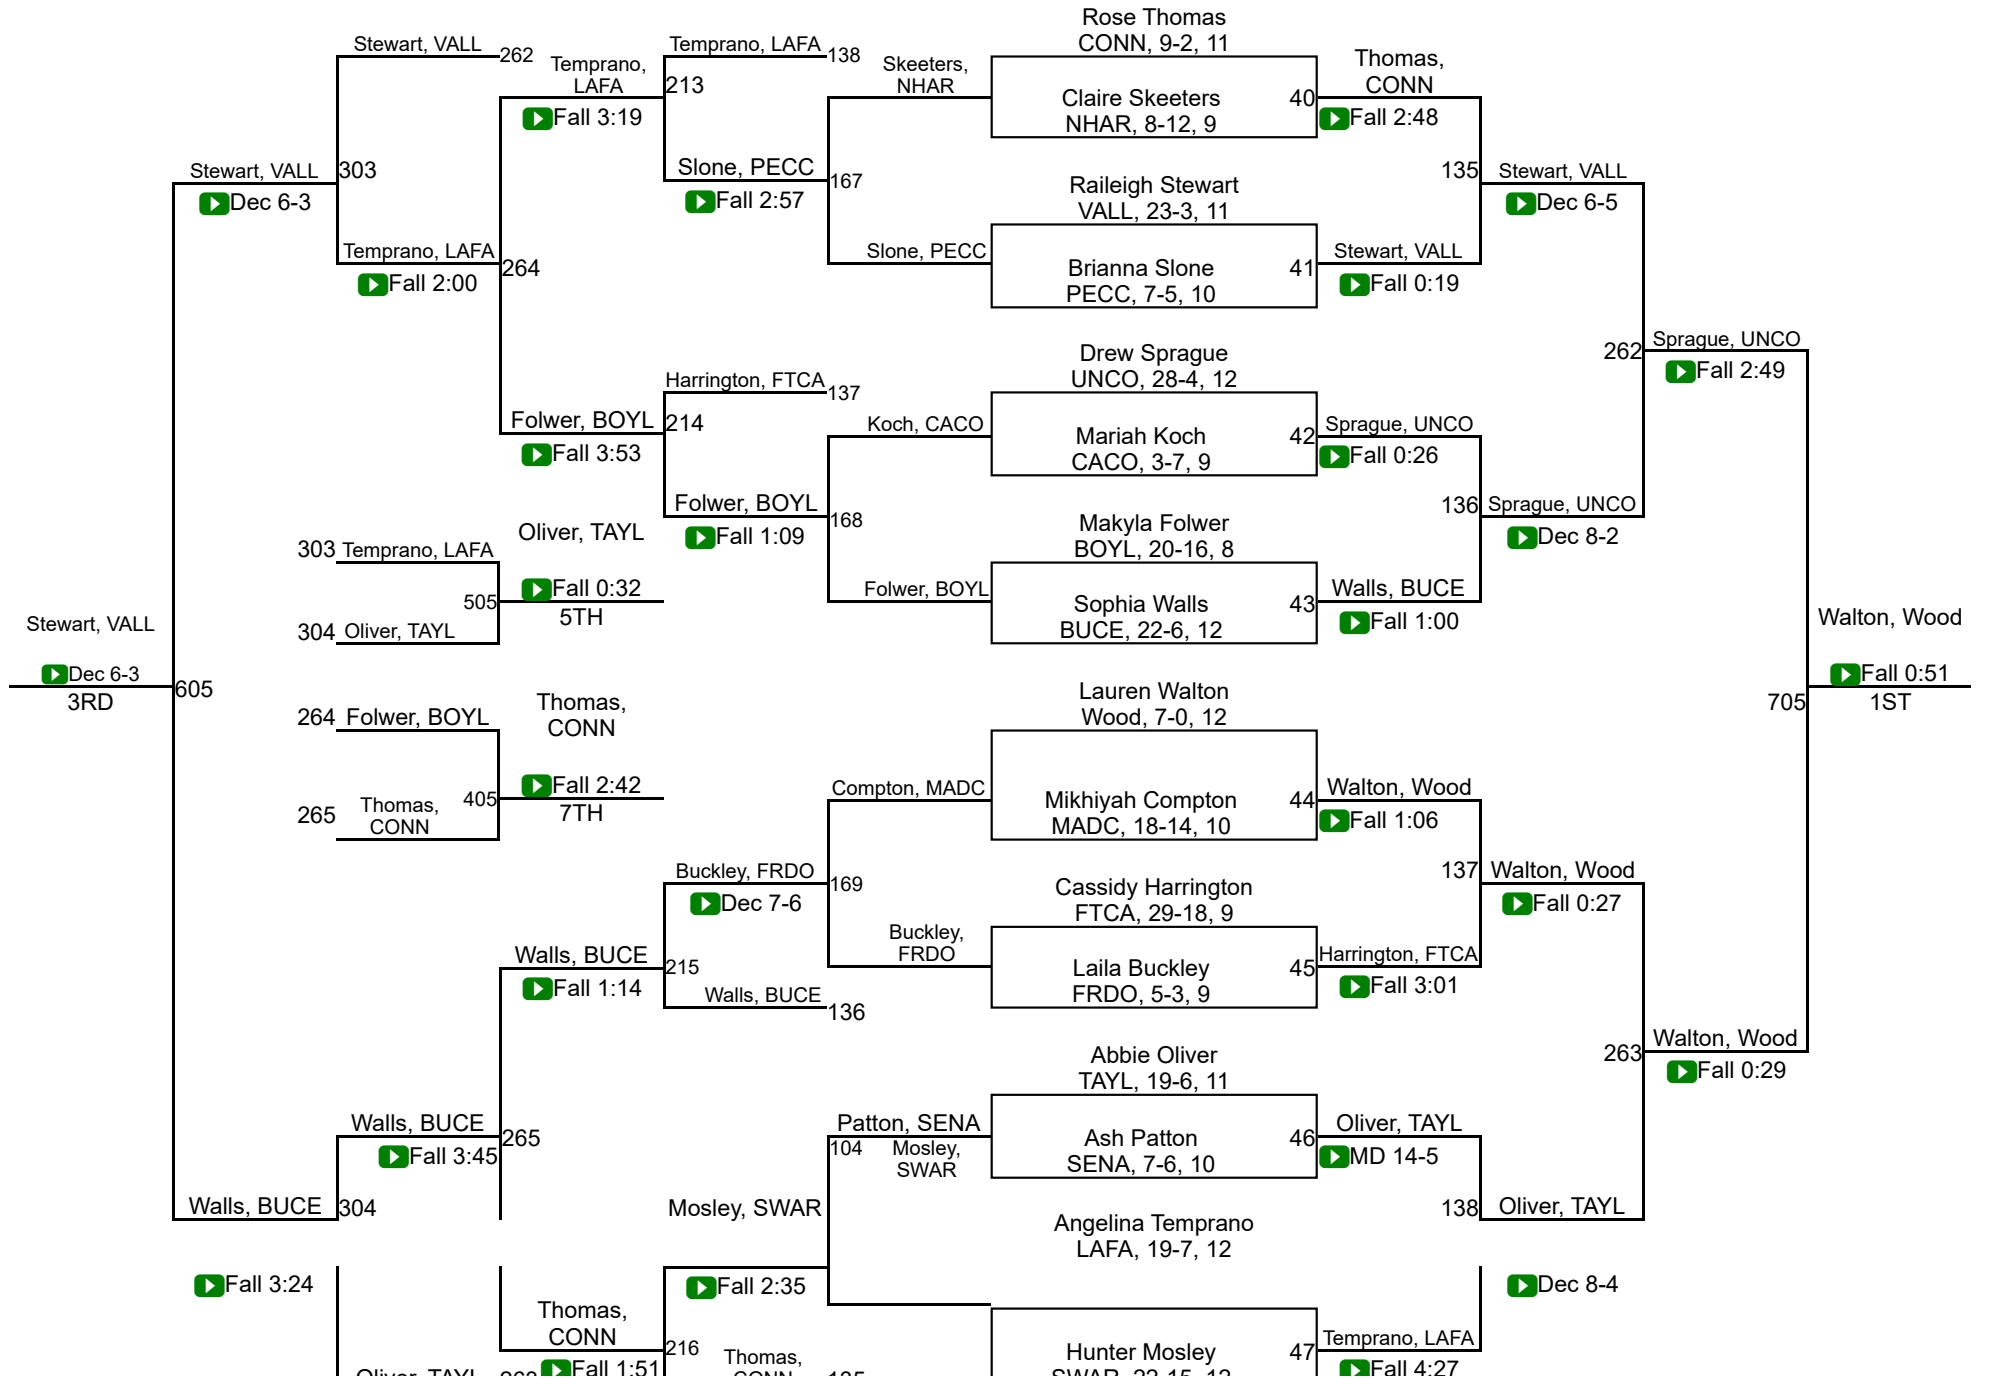 Stewart, VALL
262
Temprano,
LAFA
Fall 3:19
Temprano, LAFA
138
213
Skeeters,
NHAR
Rose Thomas
CONN, 9-2, 11
Claire Skeeters
NHAR, 8-12, 9
40
Thomas,
CONN
Fall 2:48
Stewart, VALL
303
Dec 6-3
Slone, PECC
167
Fall 2:57
Raileigh Stewart
VALL, 23-3, 11
135
Stewart, VALL
Dec 6-5
Temprano, LAFA
264
Fall 2:00
Slone, PECC
Brianna Slone
PECC, 7-5, 10
41
Stewart, VALL
Fall 0:19
Drew Sprague
UNCO, 28-4, 12
262
Sprague, UNCO
Fall 2:49
Harrington, FTCA
137
Folwer, BOYL
214
Fall 3:53
Koch, CACO
Mariah Koch
CACO, 3-7, 9
42
Sprague, UNCO
Fall 0:26
Folwer, BOYL
168
Fall 1:09
Makyla Folwer
BOYL, 20-16, 8
136
Sprague, UNCO
Dec 8-2
Oliver, TAYL
303
Temprano, LAFA
505
Fall 0:32
5TH
304
Oliver, TAYL
Folwer, BOYL
Sophia Walls
BUCE, 22-6, 12
43
Walls, BUCE
Fall 1:00
Stewart, VALL
Dec 6-3
3RD
605
Walton, Wood
Fall 0:51
705
1ST
264
Folwer, BOYL
Thomas,
CONN
265
Thomas,
CONN
405
Fall 2:42
7TH
Lauren Walton
Wood, 7-0, 12
Compton, MADC
Mikhiyah Compton
MADC, 18-14, 10
44
Walton, Wood
Fall 1:06
Buckley, FRDO
169
Dec 7-6
Cassidy Harrington
FTCA, 29-18, 9
137
Walton, Wood
Fall 0:27
Buckley,
FRDO
Walls, BUCE
215
Fall 1:14
Walls, BUCE
136
Laila Buckley
FRDO, 5-3, 9
45
Harrington, FTCA
Fall 3:01
Abbie Oliver
TAYL, 19-6, 11
263
Walton, Wood
Fall 0:29
Walls, BUCE
265
Fall 3:45
Patton, SENA
104
Mosley,
SWAR
Ash Patton
SENA, 7-6, 10
46
Oliver, TAYL
MD 14-5
Walls, BUCE
304
Mosley, SWAR
Angelina Temprano
LAFA, 19-7, 12
138
Oliver, TAYL
Fall 3:24
Fall 2:35
Dec 8-4
Thomas,
CONN
216
Fall 1:51
Thomas,
Hunter Mosley
47
Temprano, LAFA
Fall 4:27